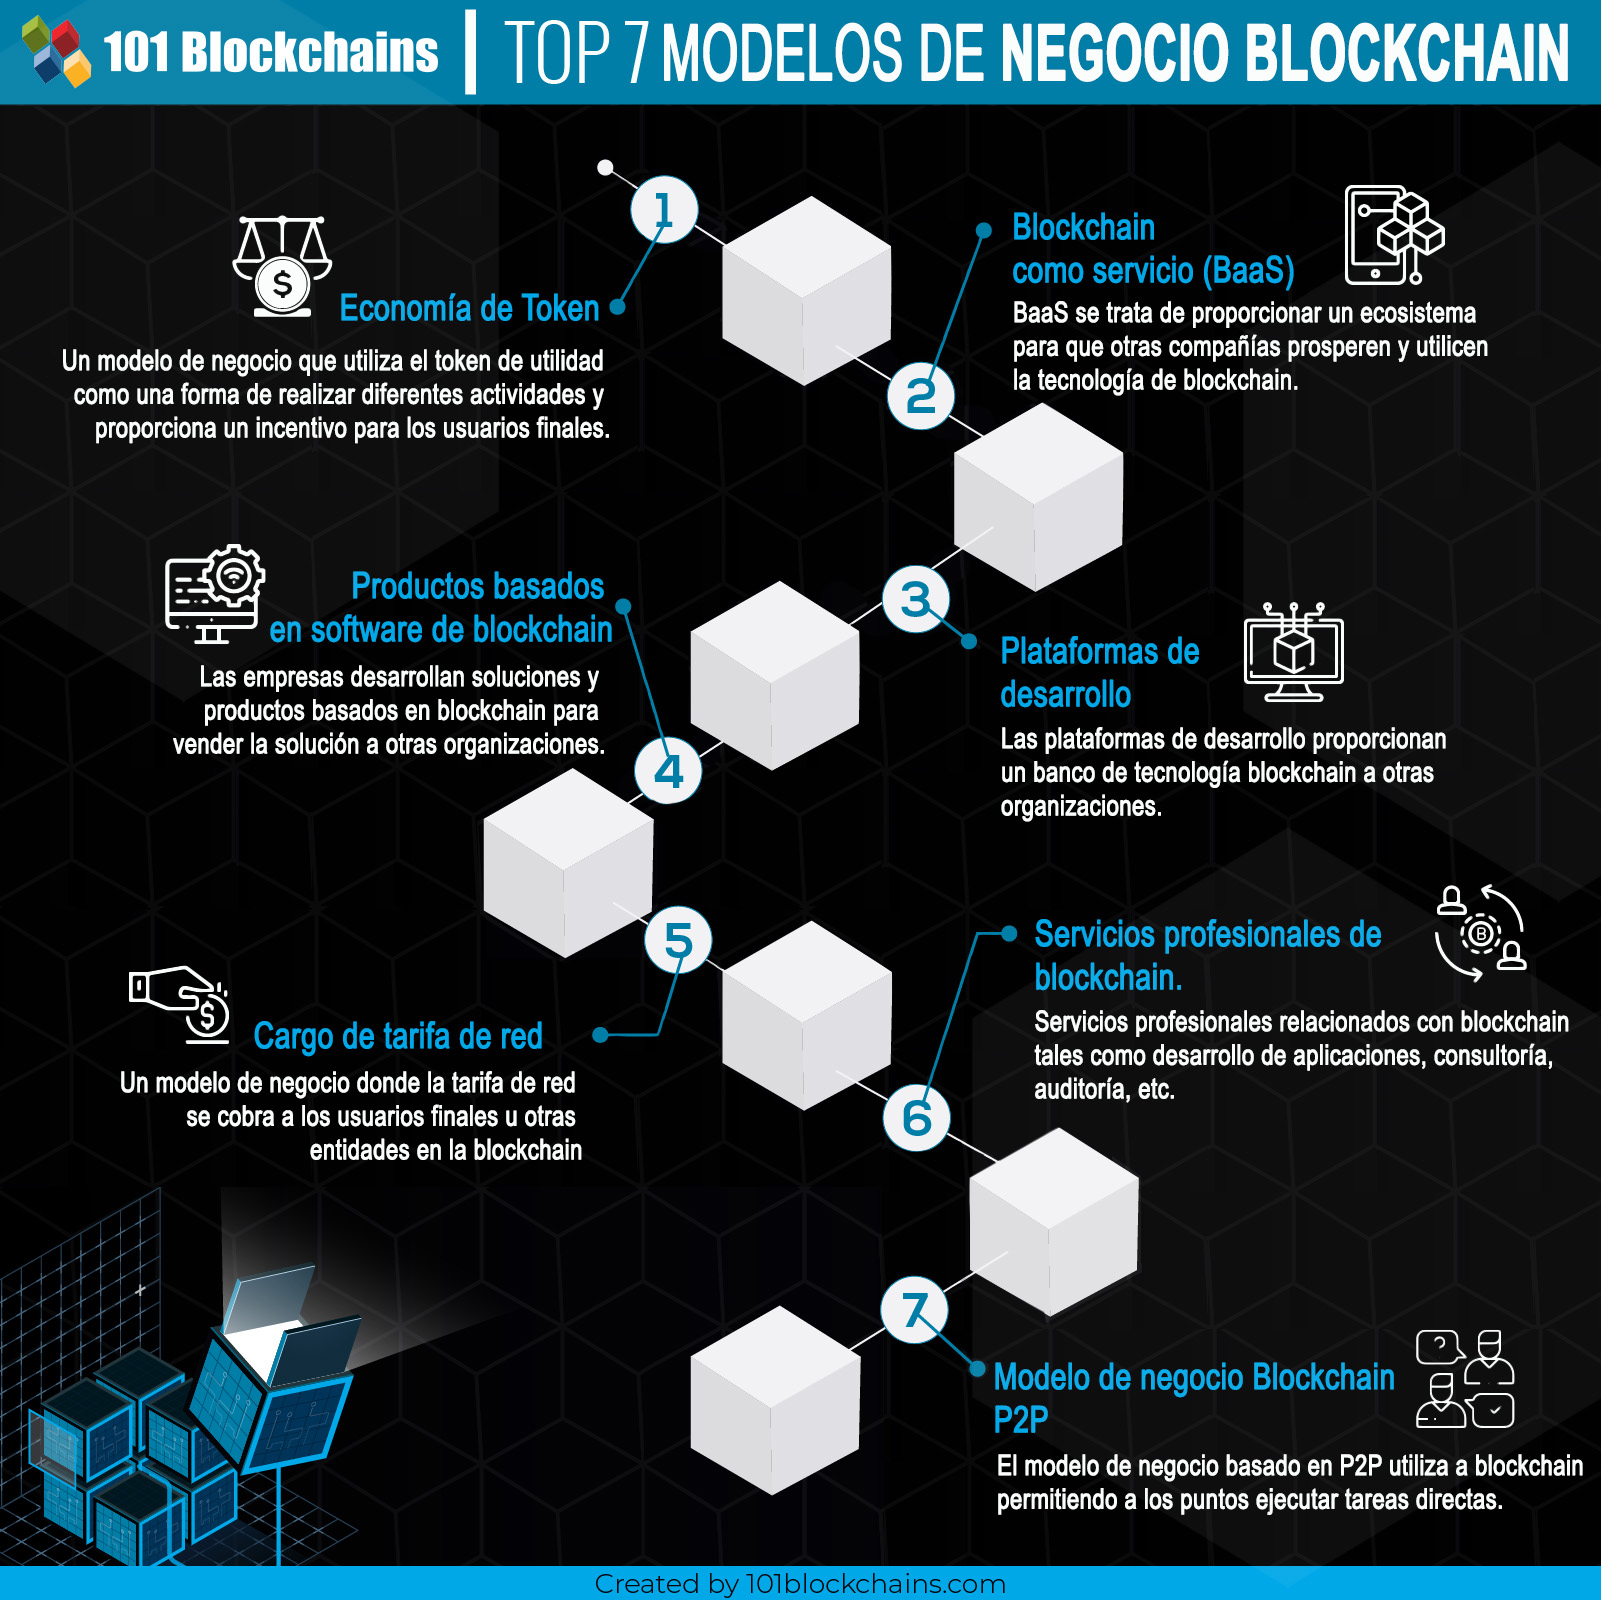 101 Blockchains
TOP 7 MODELOS DE NEGOCIO BLOCKCHAIN
1
Economía de Token
Un modelo de negocio que utiliza el token de utilidad
como una forma de realizar diferentes actividades y
proporciona un incentivo para los usuarios finales.
2
Blockchain
como servicio (BaaS)
BaaS se trata de proporcionar un ecosistema
para que otras compañías prosperen y utilicen
la tecnología de blockchain.
3
Plataformas de
desarrollo
Las plataformas de desarrollo proporcionan
un banco de tecnología blockchain a otras
organizaciones.
4
Productos basados
en software de blockchain
Las empresas desarrollan soluciones y
productos basados en blockchain para
vender la solución a otras organizaciones.
5
Cargo de tarifa de red
Un modelo de negocio donde la tarifa de red
se cobra a los usuarios finales u otras
entidades en la blockchain
6
Servicios profesionales de
blockchain.
Servicios profesionales relacionados con blockchain
tales como desarrollo de aplicaciones, consultoría,
auditoría, etc.
7
Modelo de negocio Blockchain
P2P
El modelo de negocio basado en P2P utiliza a blockchain
permitiendo a los puntos ejecutar tareas directas.
Created by 101blockchains.com